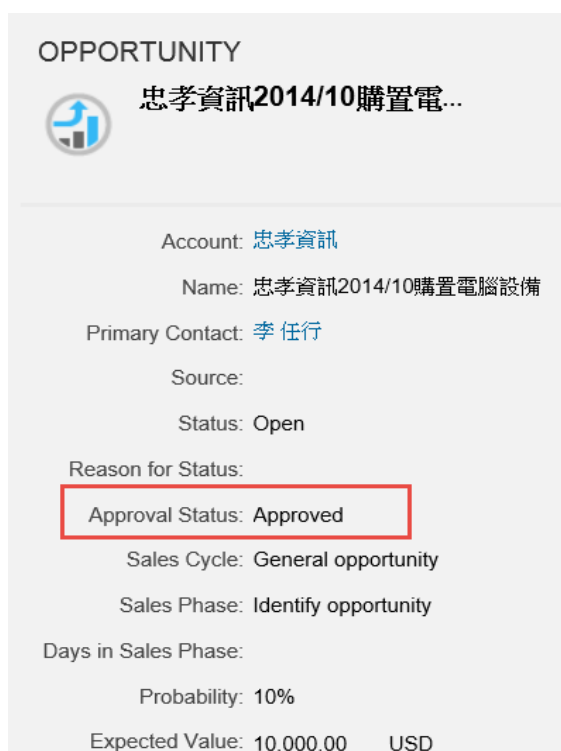 OPPORTUNITY
忠孝資訊2014/10購置電...
Account: 忠孝資訊
Name: 忠孝資訊2014/10購置電腦設備
Primary Contact: 李 任行
Source:
Status: Open
Reason for Status:
Approval Status: Approved
Sales Cycle: General opportunity
Sales Phase: Identify opportunity
Days in Sales Phase:
Probability: 10%
Expected Value: 10,000.00 USD